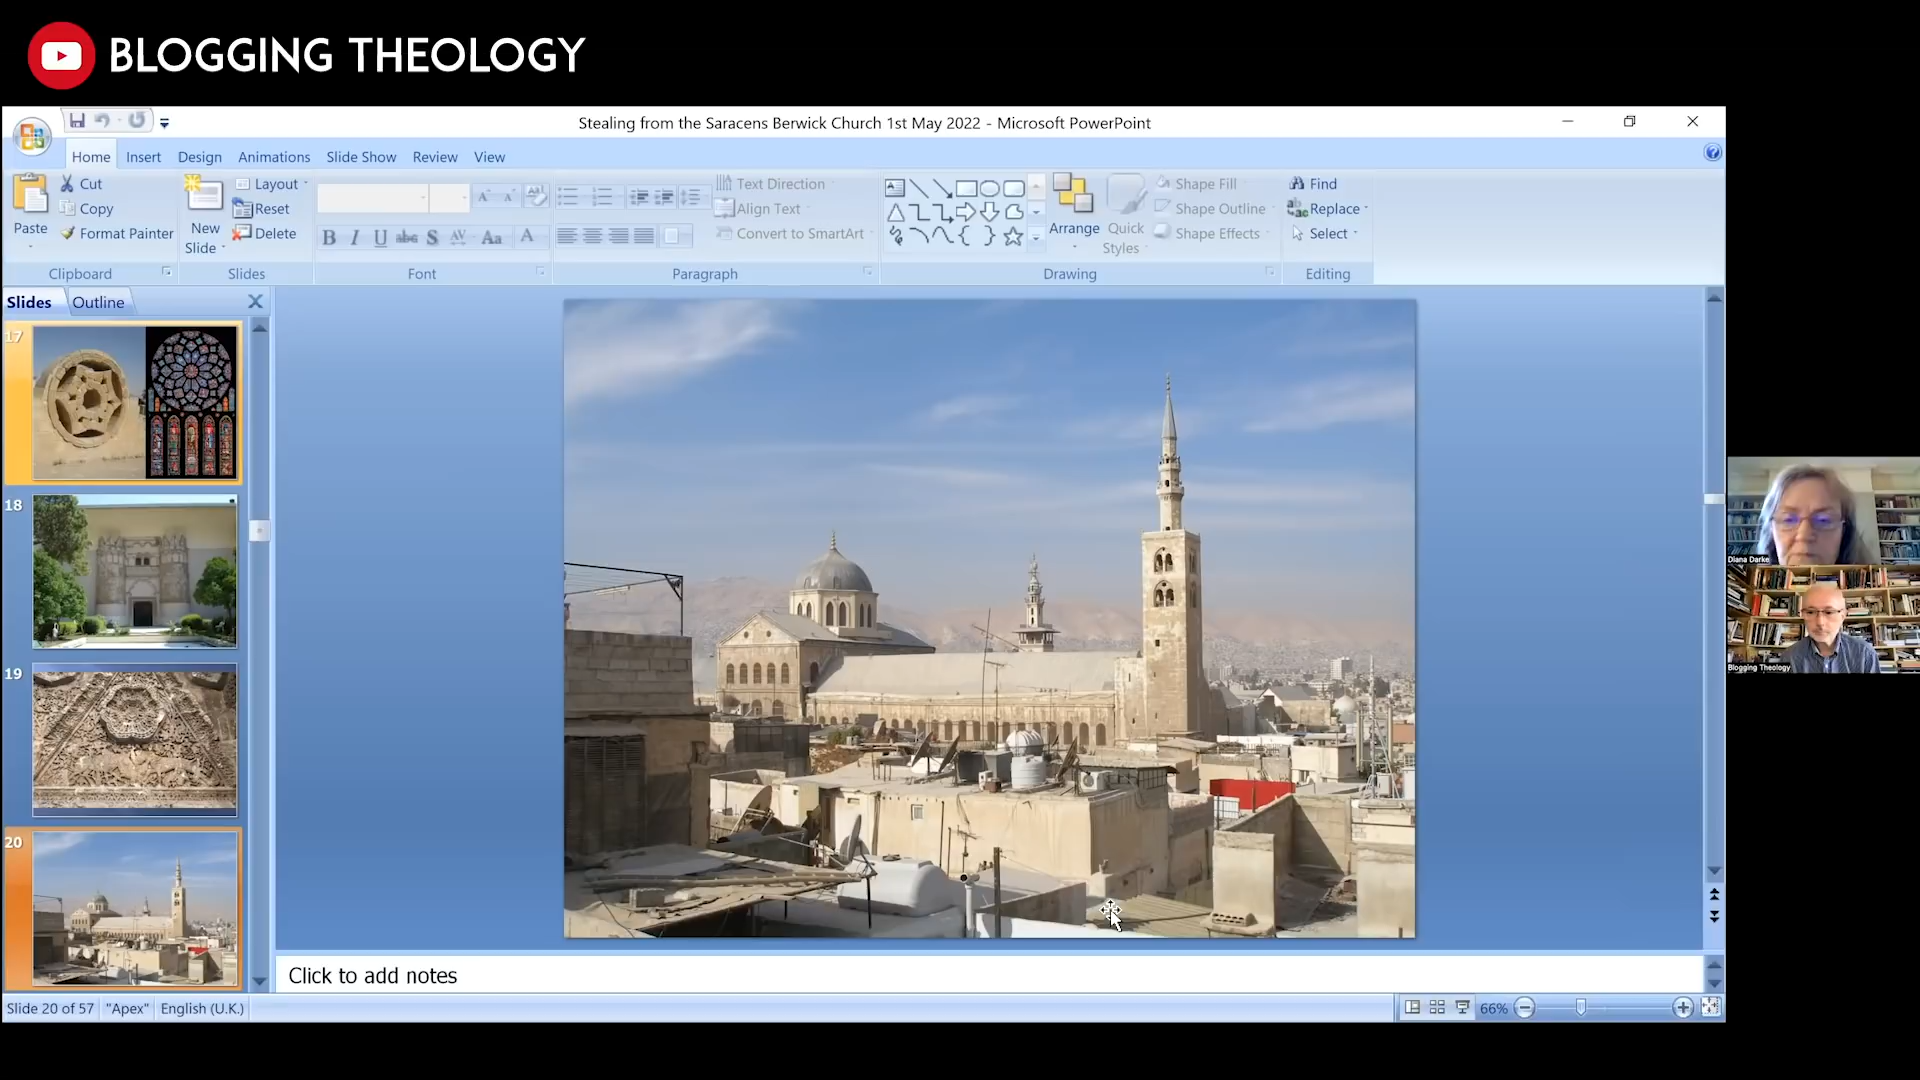 BLOGGING THEOLOGY
Stealing from the Saracens Berwick Church 1st May 2022 - Microsoft PowerPoint
Home Insert Design Animations Slide Show Review View
Paste
Cut
Copy
Format Painter
Clipboard
New
Slide
Layout
Reset
Delete
Slides
B I U abc S AV Aa A
Font
Text Direction
Align Text
Convert to SmartArt
Paragraph
Arrange
Quick
Styles
Shape Fill
Shape Outline
Shape Effects
Drawing
Find
Replace
Select
Editing
Slides Outline
17
18
19
20
Diana Darke
Blogging Theology
Click to add notes
Slide 20 of 57 "Apex" English (U.K.) 66%